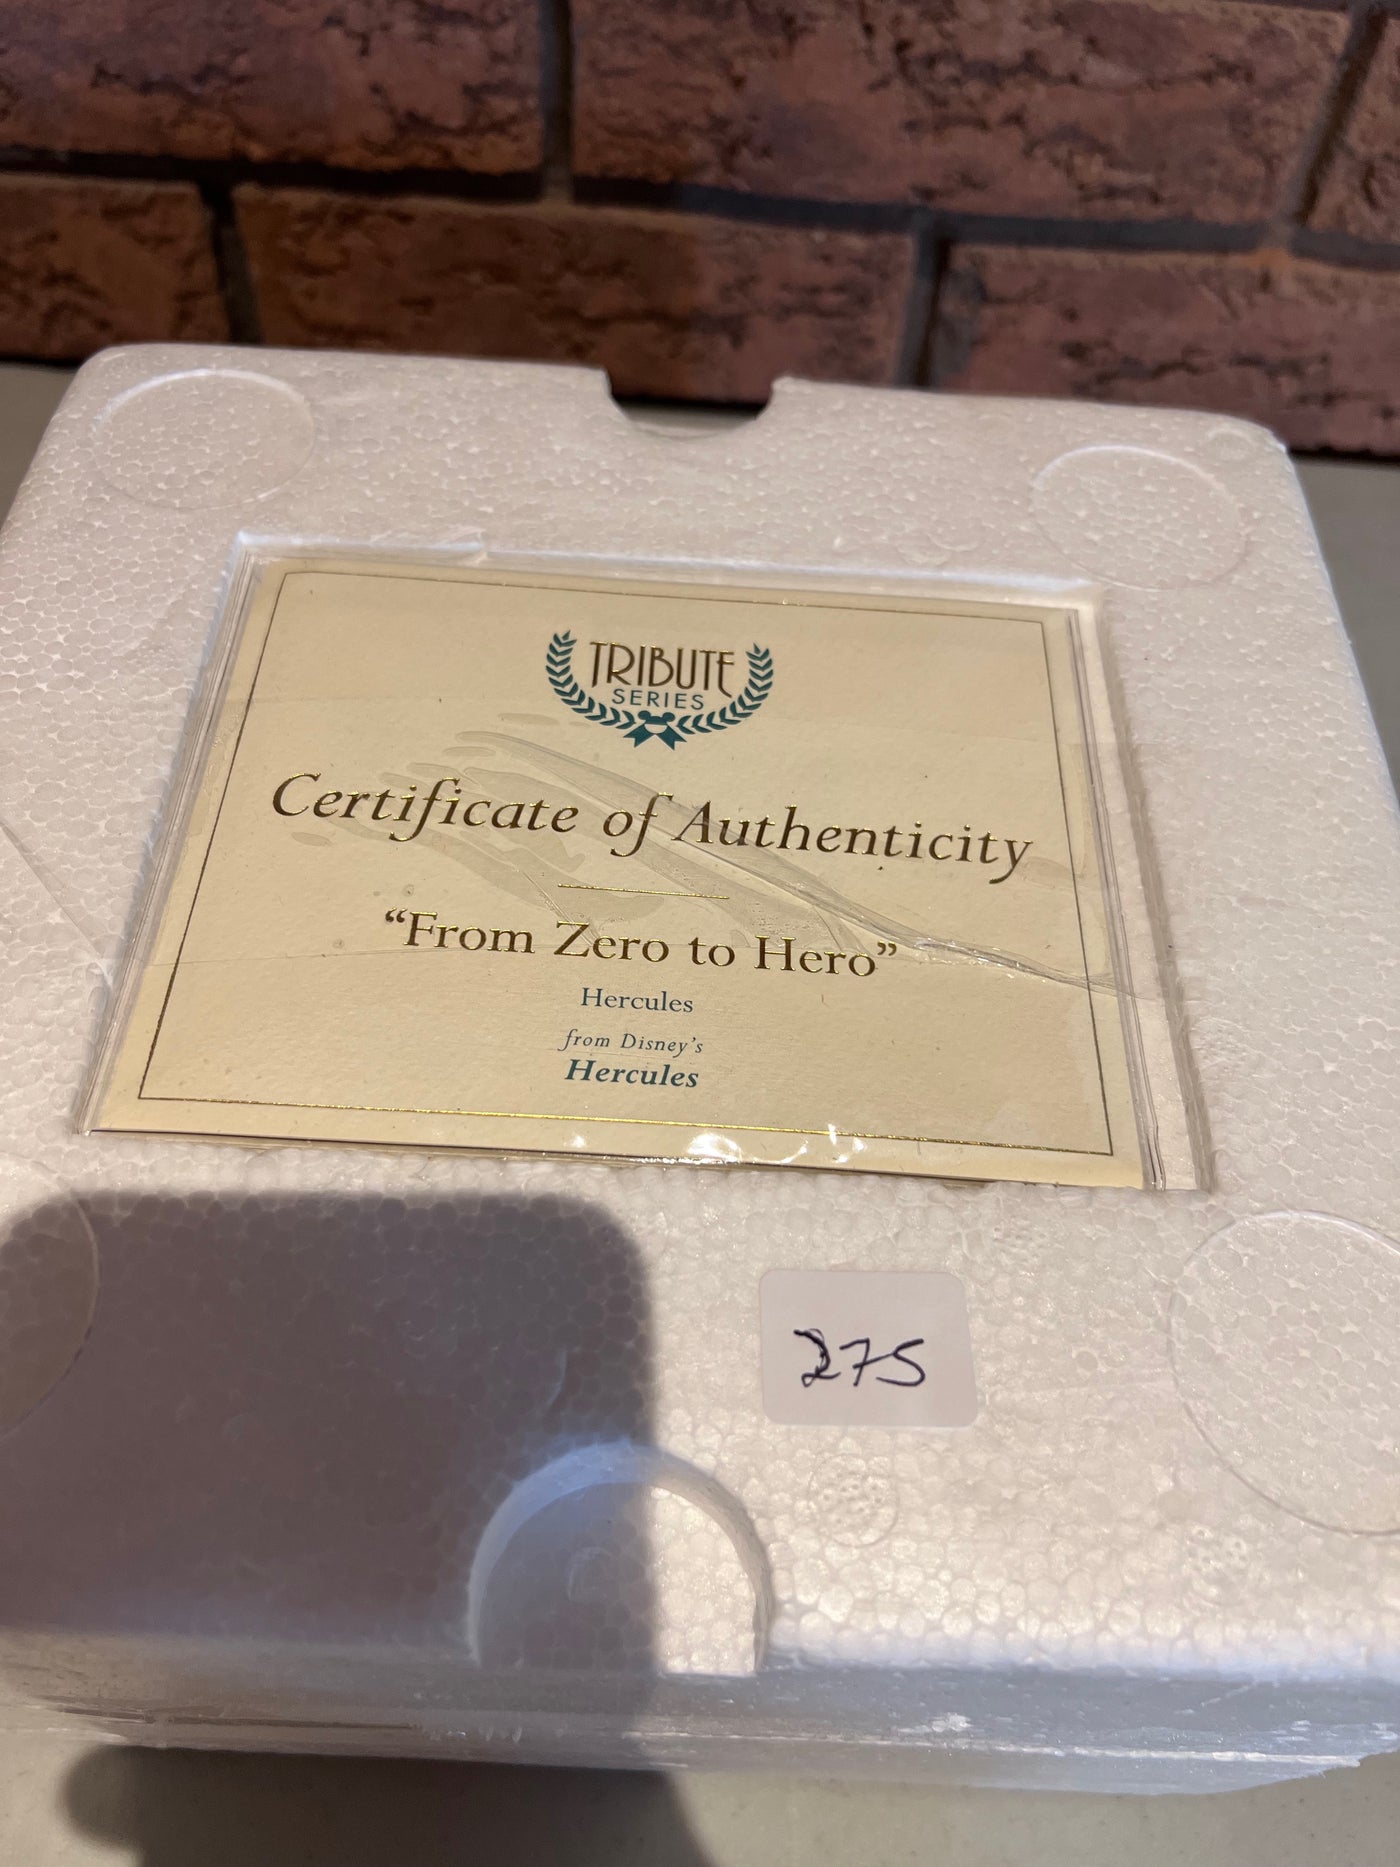 TRIBUTE
SERIES
Certificate of Authenticity
“From Zero to Hero”
Hercules
from Disney's
Hercules
275